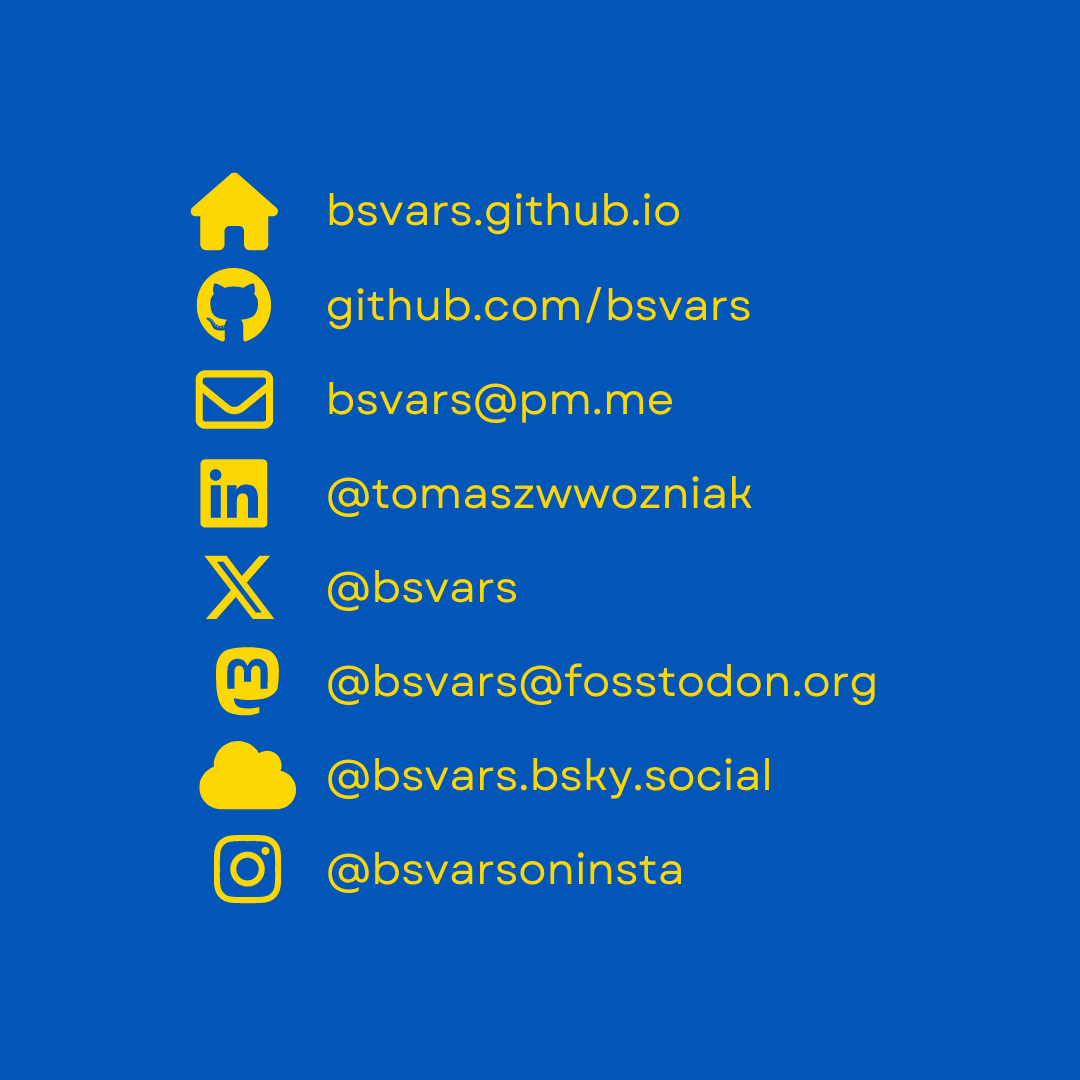 bsvars.github.io
github.com/bsvars
bsvars@pm.me
@tomaszwwozniak
@bsvars
@bsvars@fosstodon.org
@bsvars.bsky.social
@bsvarsoninsta